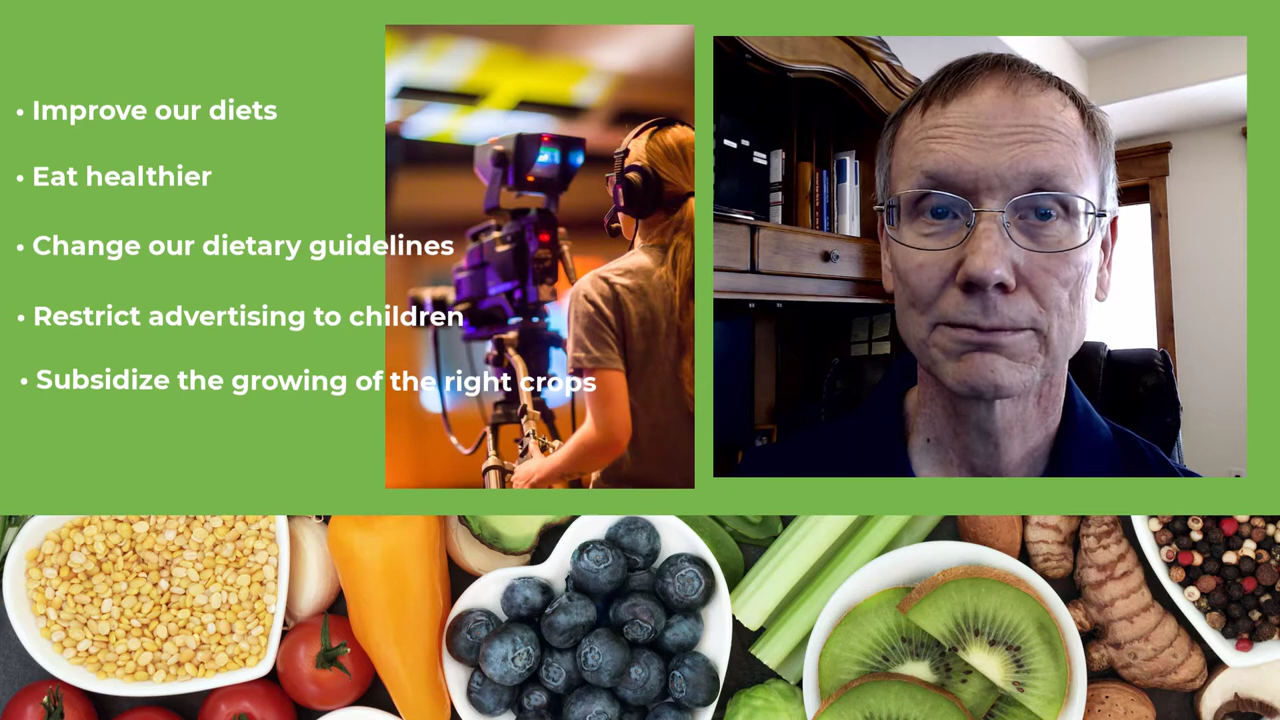 • Improve our diets
• Eat healthier
• Change our dietary guidelines
• Restrict advertising to children
• Subsidize the growing of the right crops